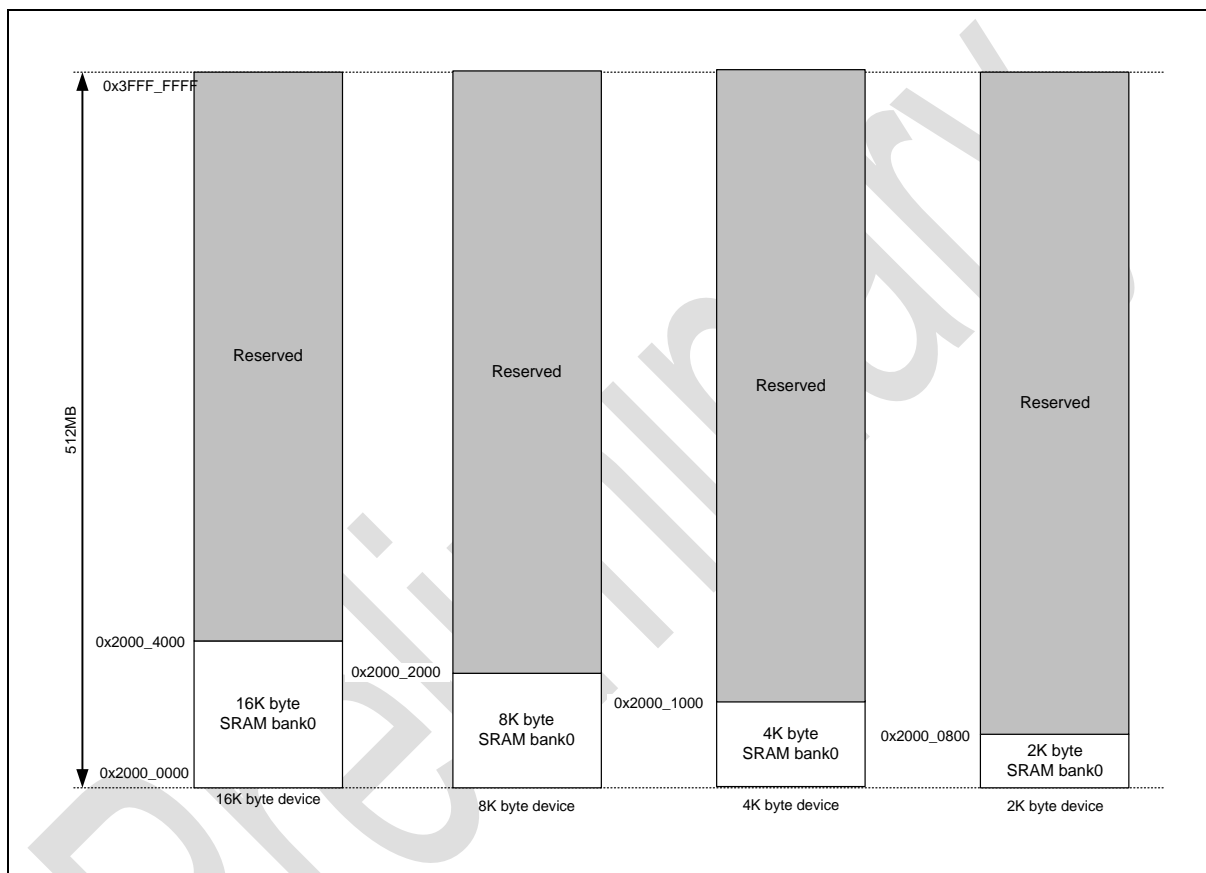 0x3FFF_FFFF
512MB
Reserved
Reserved
Reserved
Reserved
0x2000_4000
0x2000_2000
0x2000_1000
0x2000_0800
16K byte
SRAM bank0
8K byte
SRAM bank0
4K byte
SRAM bank0
2K byte
SRAM bank0
0x2000_0000
16K byte device
8K byte device
4K byte device
2K byte device
Preliminary